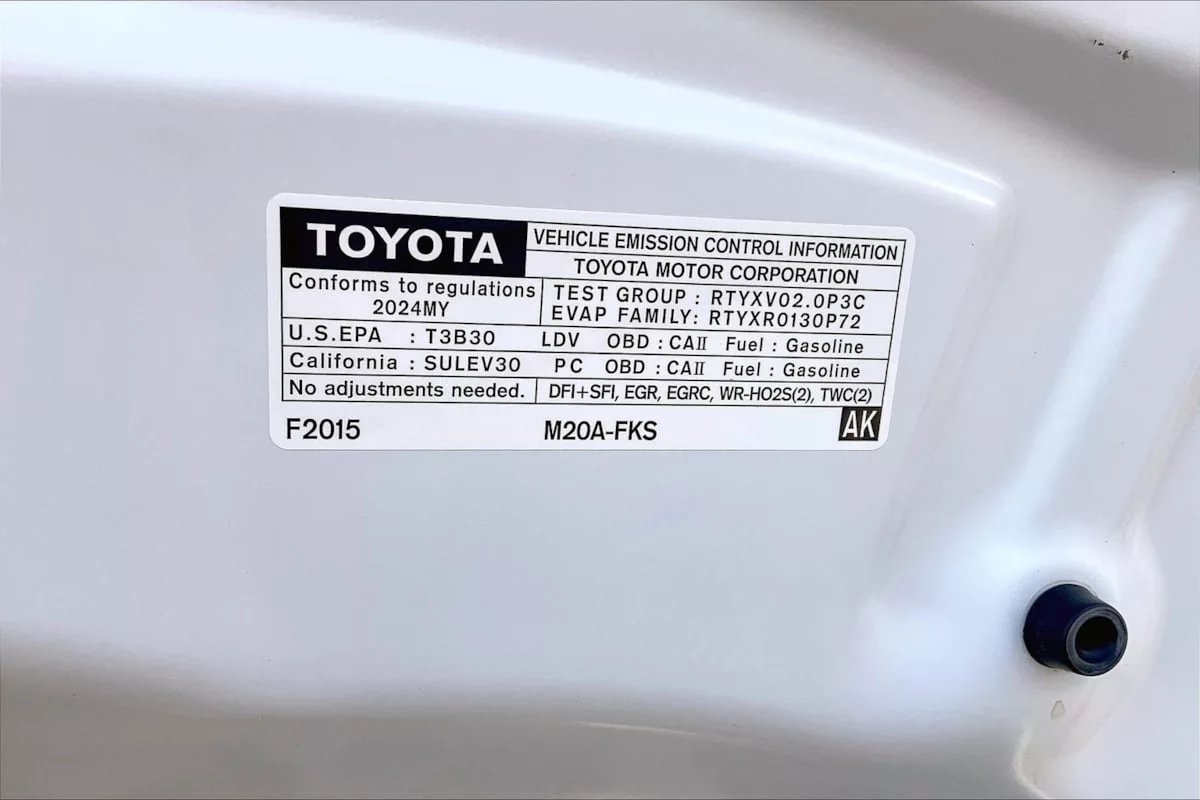 TOYOTA
VEHICLE EMISSION CONTROL INFORMATION
TOYOTA MOTOR CORPORATION
Conforms to regulations
2024MY
TEST GROUP : RTYXV02.0P3C
EVAP FAMILY: RTYXR0130P72
U.S.EPA : T3B30 LDV OBD : CAII Fuel : Gasoline
California : SULEV30 PC OBD : CAII Fuel : Gasoline
No adjustments needed. DFI+SFI, EGR, EGRC, WR-HO2S(2), TWC(2)
F2015 M20A-FKS AK